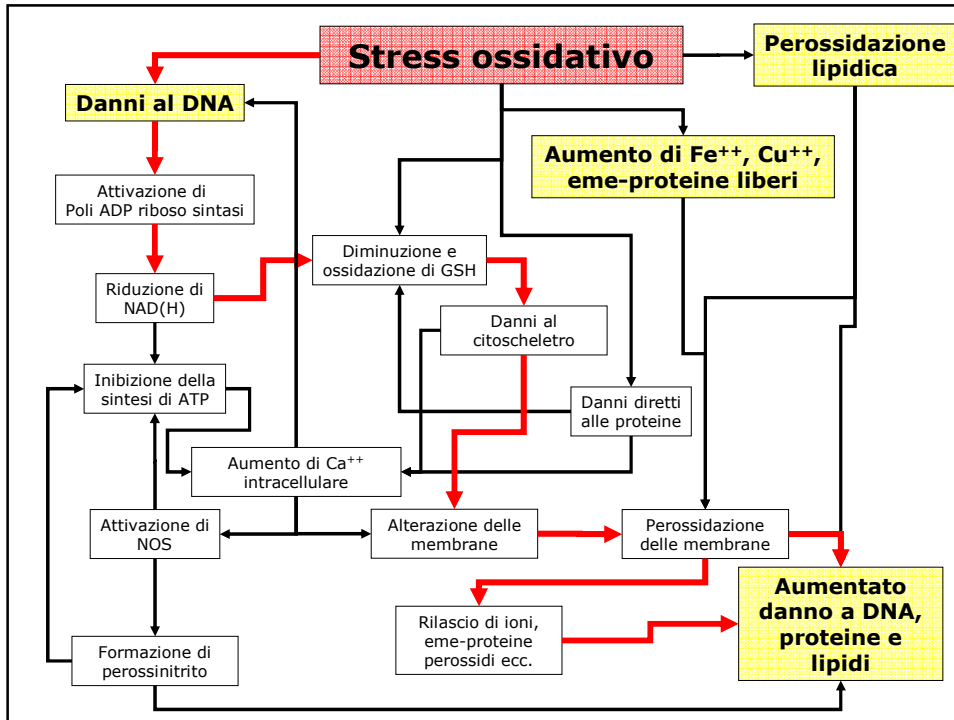 Stress ossidativo
Perossidazione
lipidica
Danni al DNA
Aumento di Fe++, Cu++,
eme-proteine liberi
Attivazione di
Poli ADP riboso sintasi
Diminuzione e
ossidazione di GSH
Riduzione di
NAD(H)
Danni al
citoscheletro
Inibizione della
sintesi di ATP
Danni diretti
alle proteine
Aumento di Ca++
intracellulare
Attivazione di
NOS
Alterazione delle
membrane
Perossidazione
delle membrane
Aumentato
danno a DNA,
proteine e
lipidi
Rilascio di ioni,
eme-proteine
perossidi ecc.
Formazione di
perossinitrito